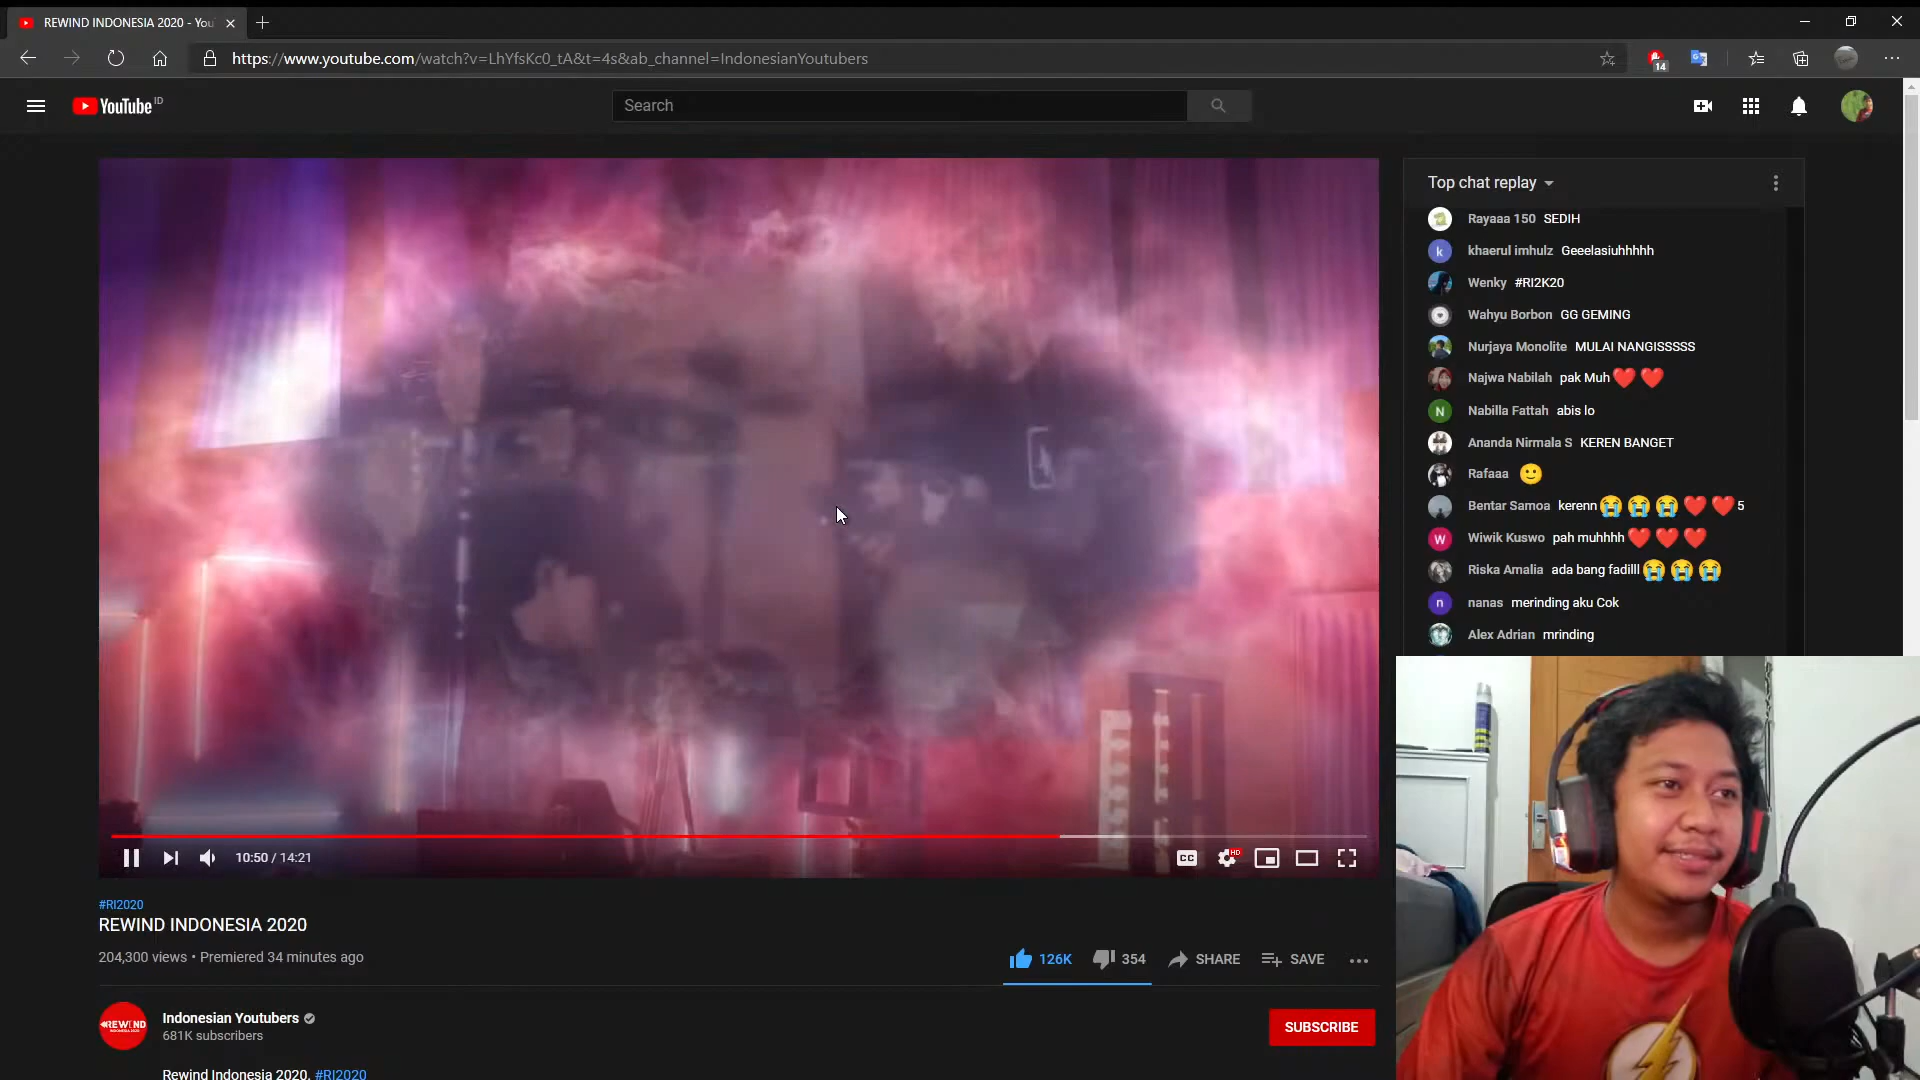 REWIND INDONESIA 2020 - You
https://www.youtube.com/watch?v=LhYfsKc0_tA&t=4s&ab_channel=IndonesianYoutubers
14
YouTube ID
Search
Top chat replay
Rayaaa 150 SEDIH
khaerul imhulz Geeelasiuhhhhh
Wenky #RI2K20
Wahyu Borbon GG GEMING
Nurjaya Monolite MULAI NANGISSSSS
Najwa Nabilah pak Muh❤️❤️
Nabilla Fattah abis lo
Ananda Nirmala S KEREN BANGET
Rafaaa 🙂
Bentar Samoa kerenn😭😭😭❤️❤️5
Wiwik Kuswo pah muhhhh❤️❤️❤️
Riska Amalia ada bang fadilll😭😭😭
nanas merinding aku Cok
Alex Adrian mrinding
10:50 / 14:21
CC
HD
#RI2020
REWIND INDONESIA 2020
204,300 views • Premiered 34 minutes ago
126K
354
SHARE
SAVE
REWIND
Indonesian Youtubers
681K subscribers
SUBSCRIBE
Rewind Indonesia 2020, #RI2020